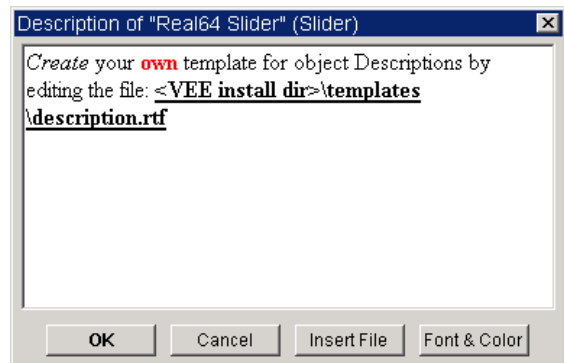 Description of "Real64 Slider" (Slider)
Create your own template for object Descriptions by
editing the file: <VEE install dir>\templates
\description.rtf
OK Cancel Insert File Font & Color